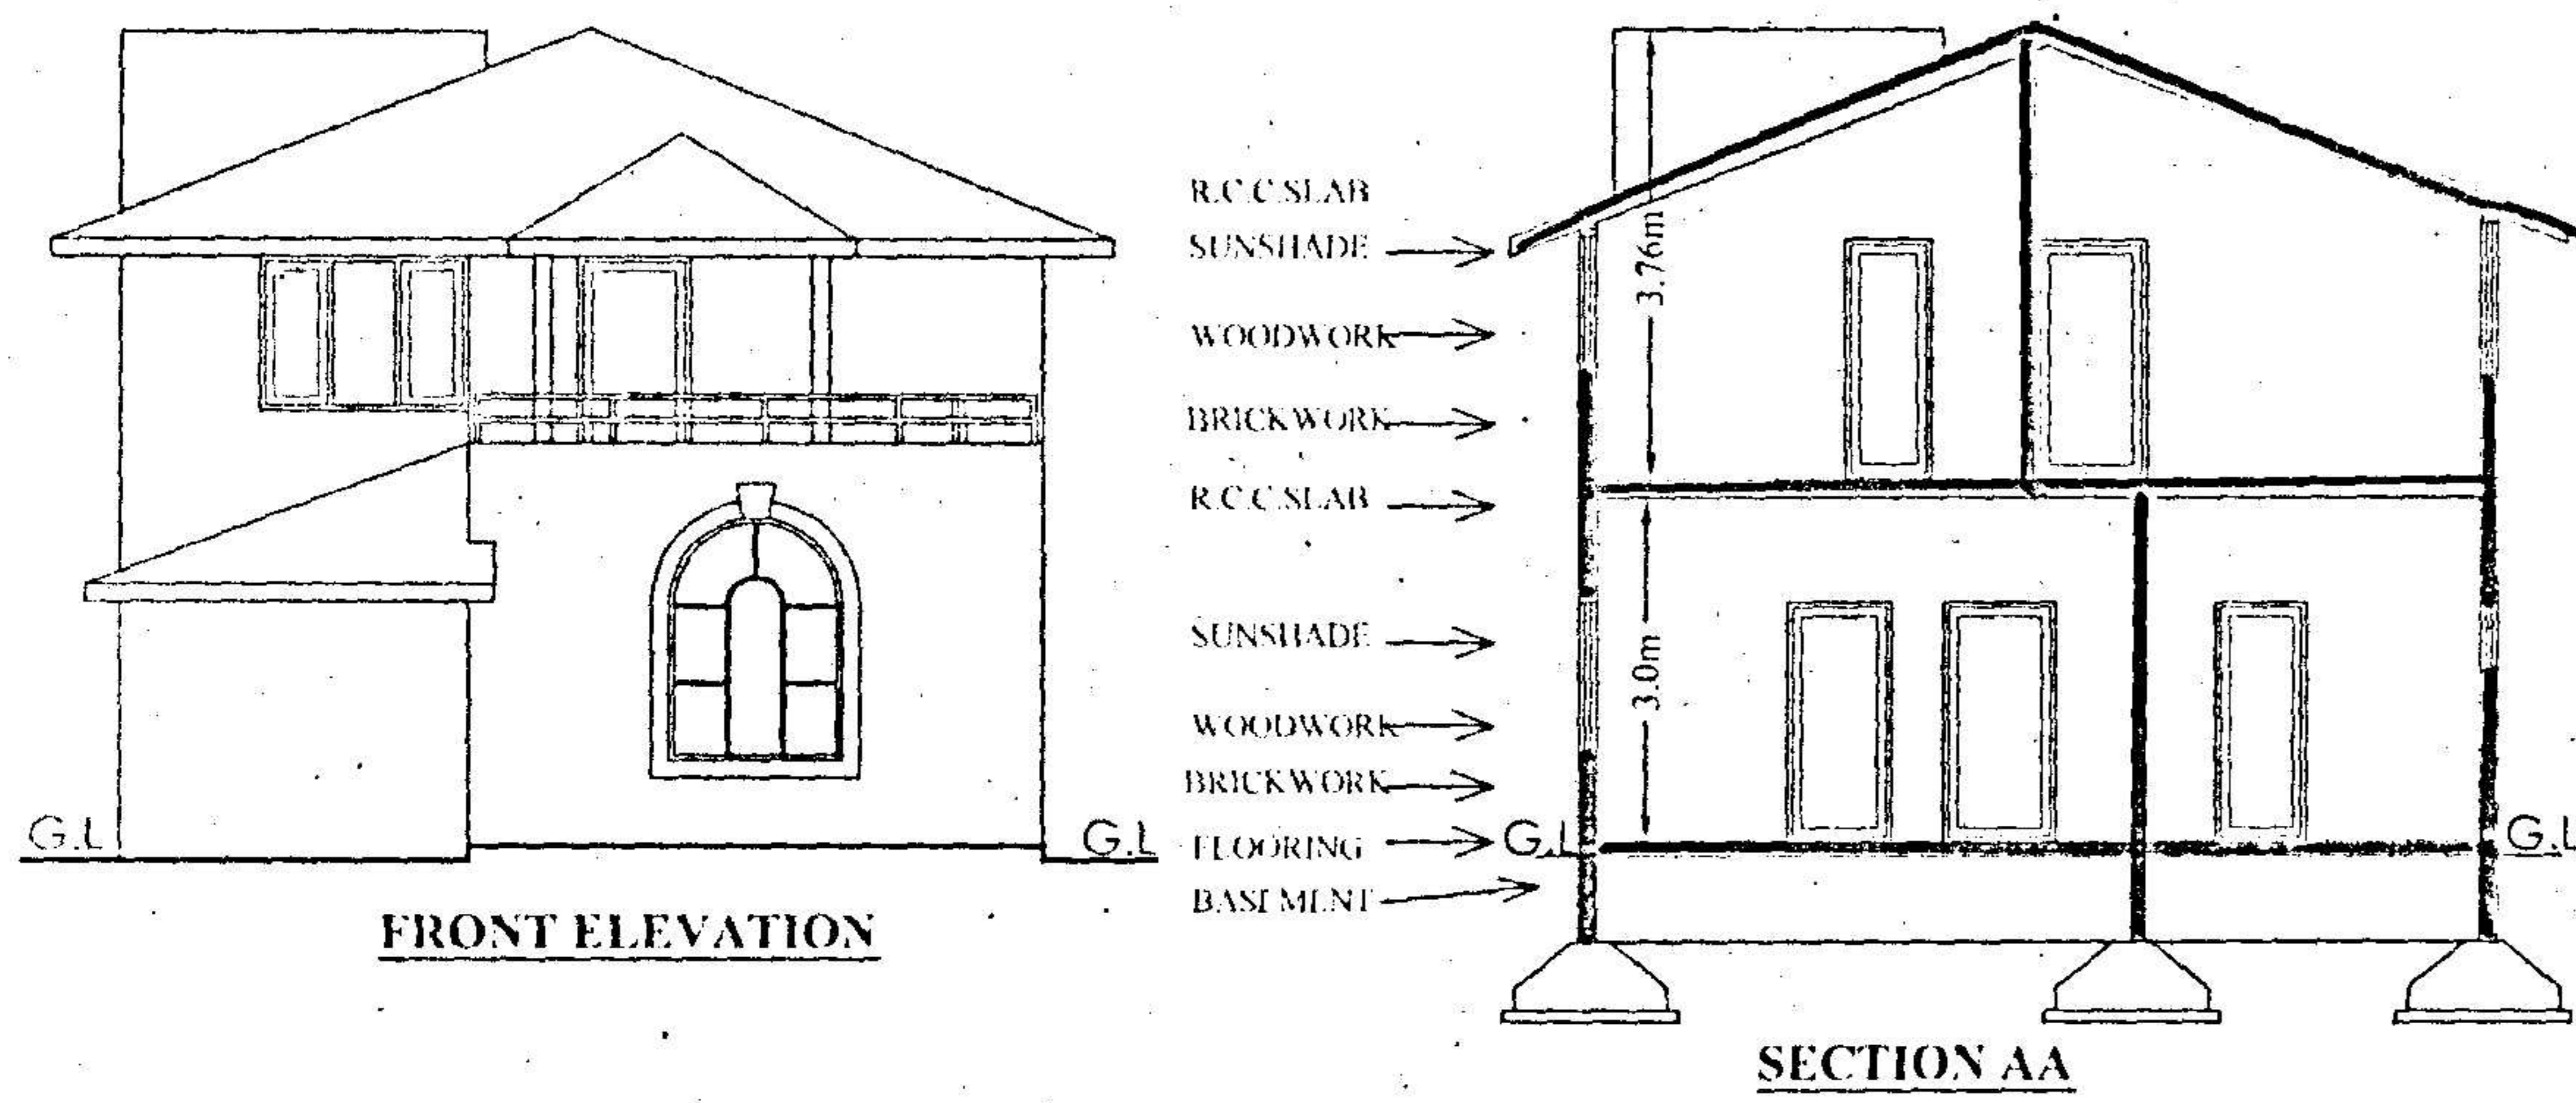 R.C.C.SLAB
SUNSHADE
WOODWORK
BRICKWORK
R.C.C.SLAB
SUNSHADE
WOODWORK
BRICKWORK
FLOORING
BASEMENT
3.76m
3.0m
G.L
G.L
G.L
G.L
FRONT ELEVATION
SECTION AA